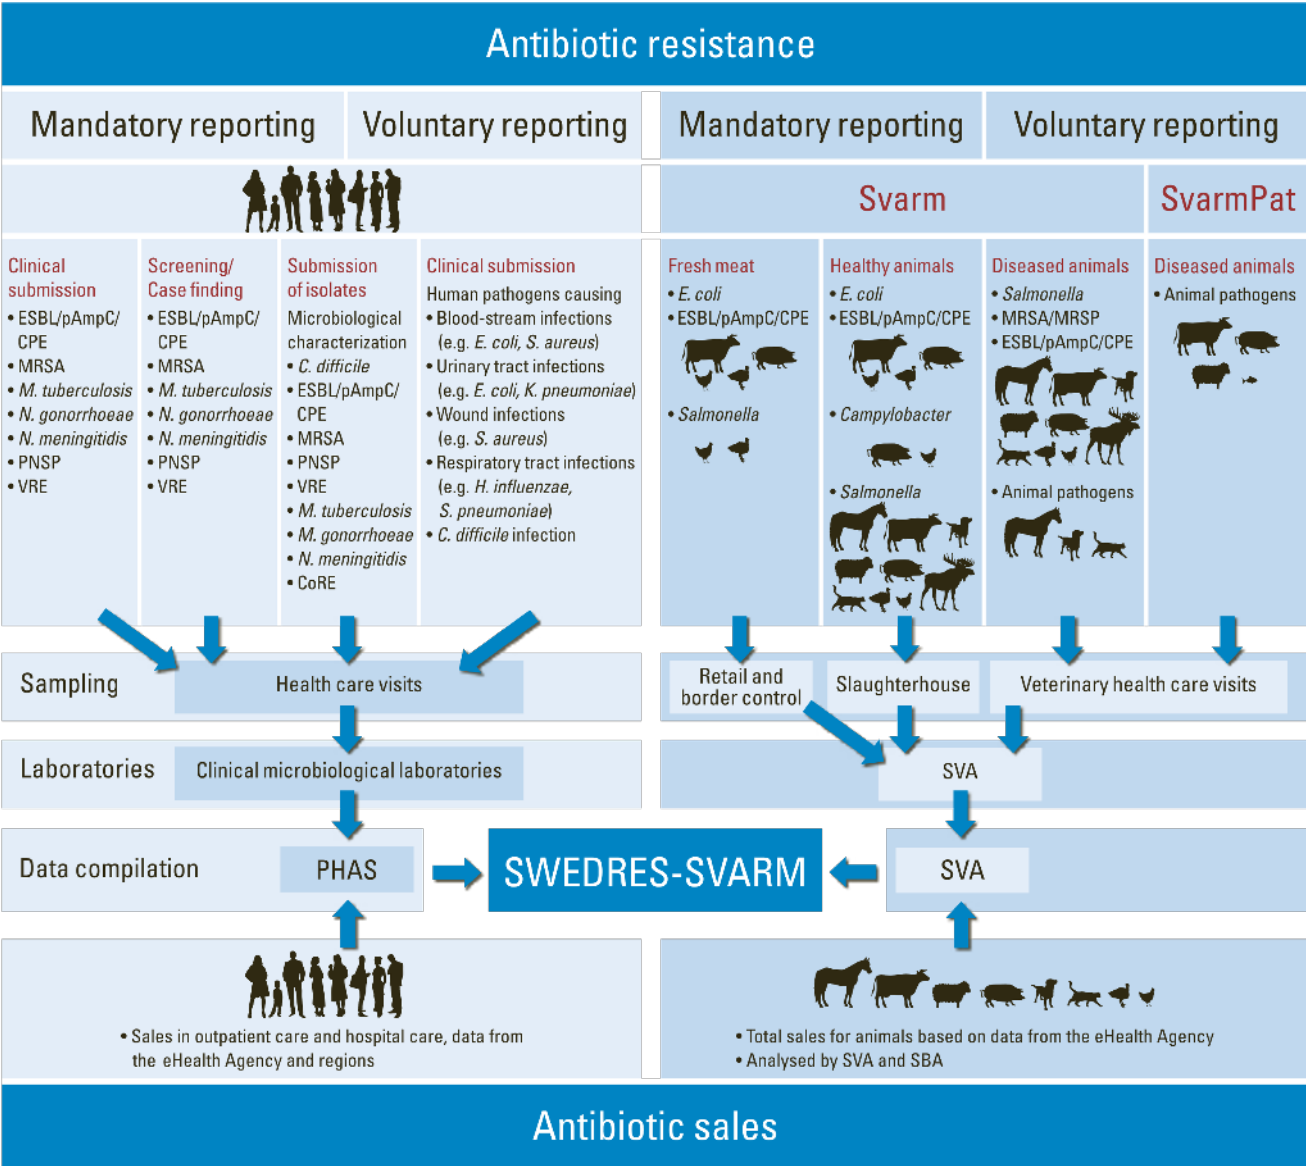 Antibiotic resistance
Mandatory reporting
Voluntary reporting
Mandatory reporting
Voluntary reporting
Svarm
SvarmPat
Clinical
submission
• ESBL/pAmpC/
CPE
• MRSA
• M. tuberculosis
• N. gonorrhoeae
• N. meningitidis
• PNSP
• VRE
Screening/
Case finding
• ESBL/pAmpC/
CPE
• MRSA
• M. tuberculosis
• N. gonorrhoeae
• N. meningitidis
• PNSP
• VRE
Submission
of isolates
Microbiological
characterization
• C. difficile
• ESBL/pAmpC/
CPE
• MRSA
• PNSP
• VRE
• M. tuberculosis
• M. gonorrhoeae
• N. meningitidis
• CoRE
Clinical submission
Human pathogens causing
• Blood-stream infections
(e.g. E. coli, S. aureus)
• Urinary tract infections
(e.g. E. coli, K. pneumoniae)
• Wound infections
(e.g. S. aureus)
• Respiratory tract infections
(e.g. H. influenzae,
S. pneumoniae)
• C. difficile infection
Fresh meat
• E. coli
• ESBL/pAmpC/CPE
• Salmonella
Healthy animals
• E. coli
• ESBL/pAmpC/CPE
• Campylobacter
• Salmonella
Diseased animals
• Salmonella
• MRSA/MRSP
• ESBL/pAmpC/CPE
• Animal pathogens
Diseased animals
• Animal pathogens
Sampling
Health care visits
Retail and
border control
Slaughterhouse
Veterinary health care visits
Laboratories
Clinical microbiological laboratories
SVA
Data compilation
PHAS
SWEDRES-SVARM
SVA
• Sales in outpatient care and hospital care, data from
the eHealth Agency and regions
• Total sales for animals based on data from the eHealth Agency
• Analysed by SVA and SBA
Antibiotic sales